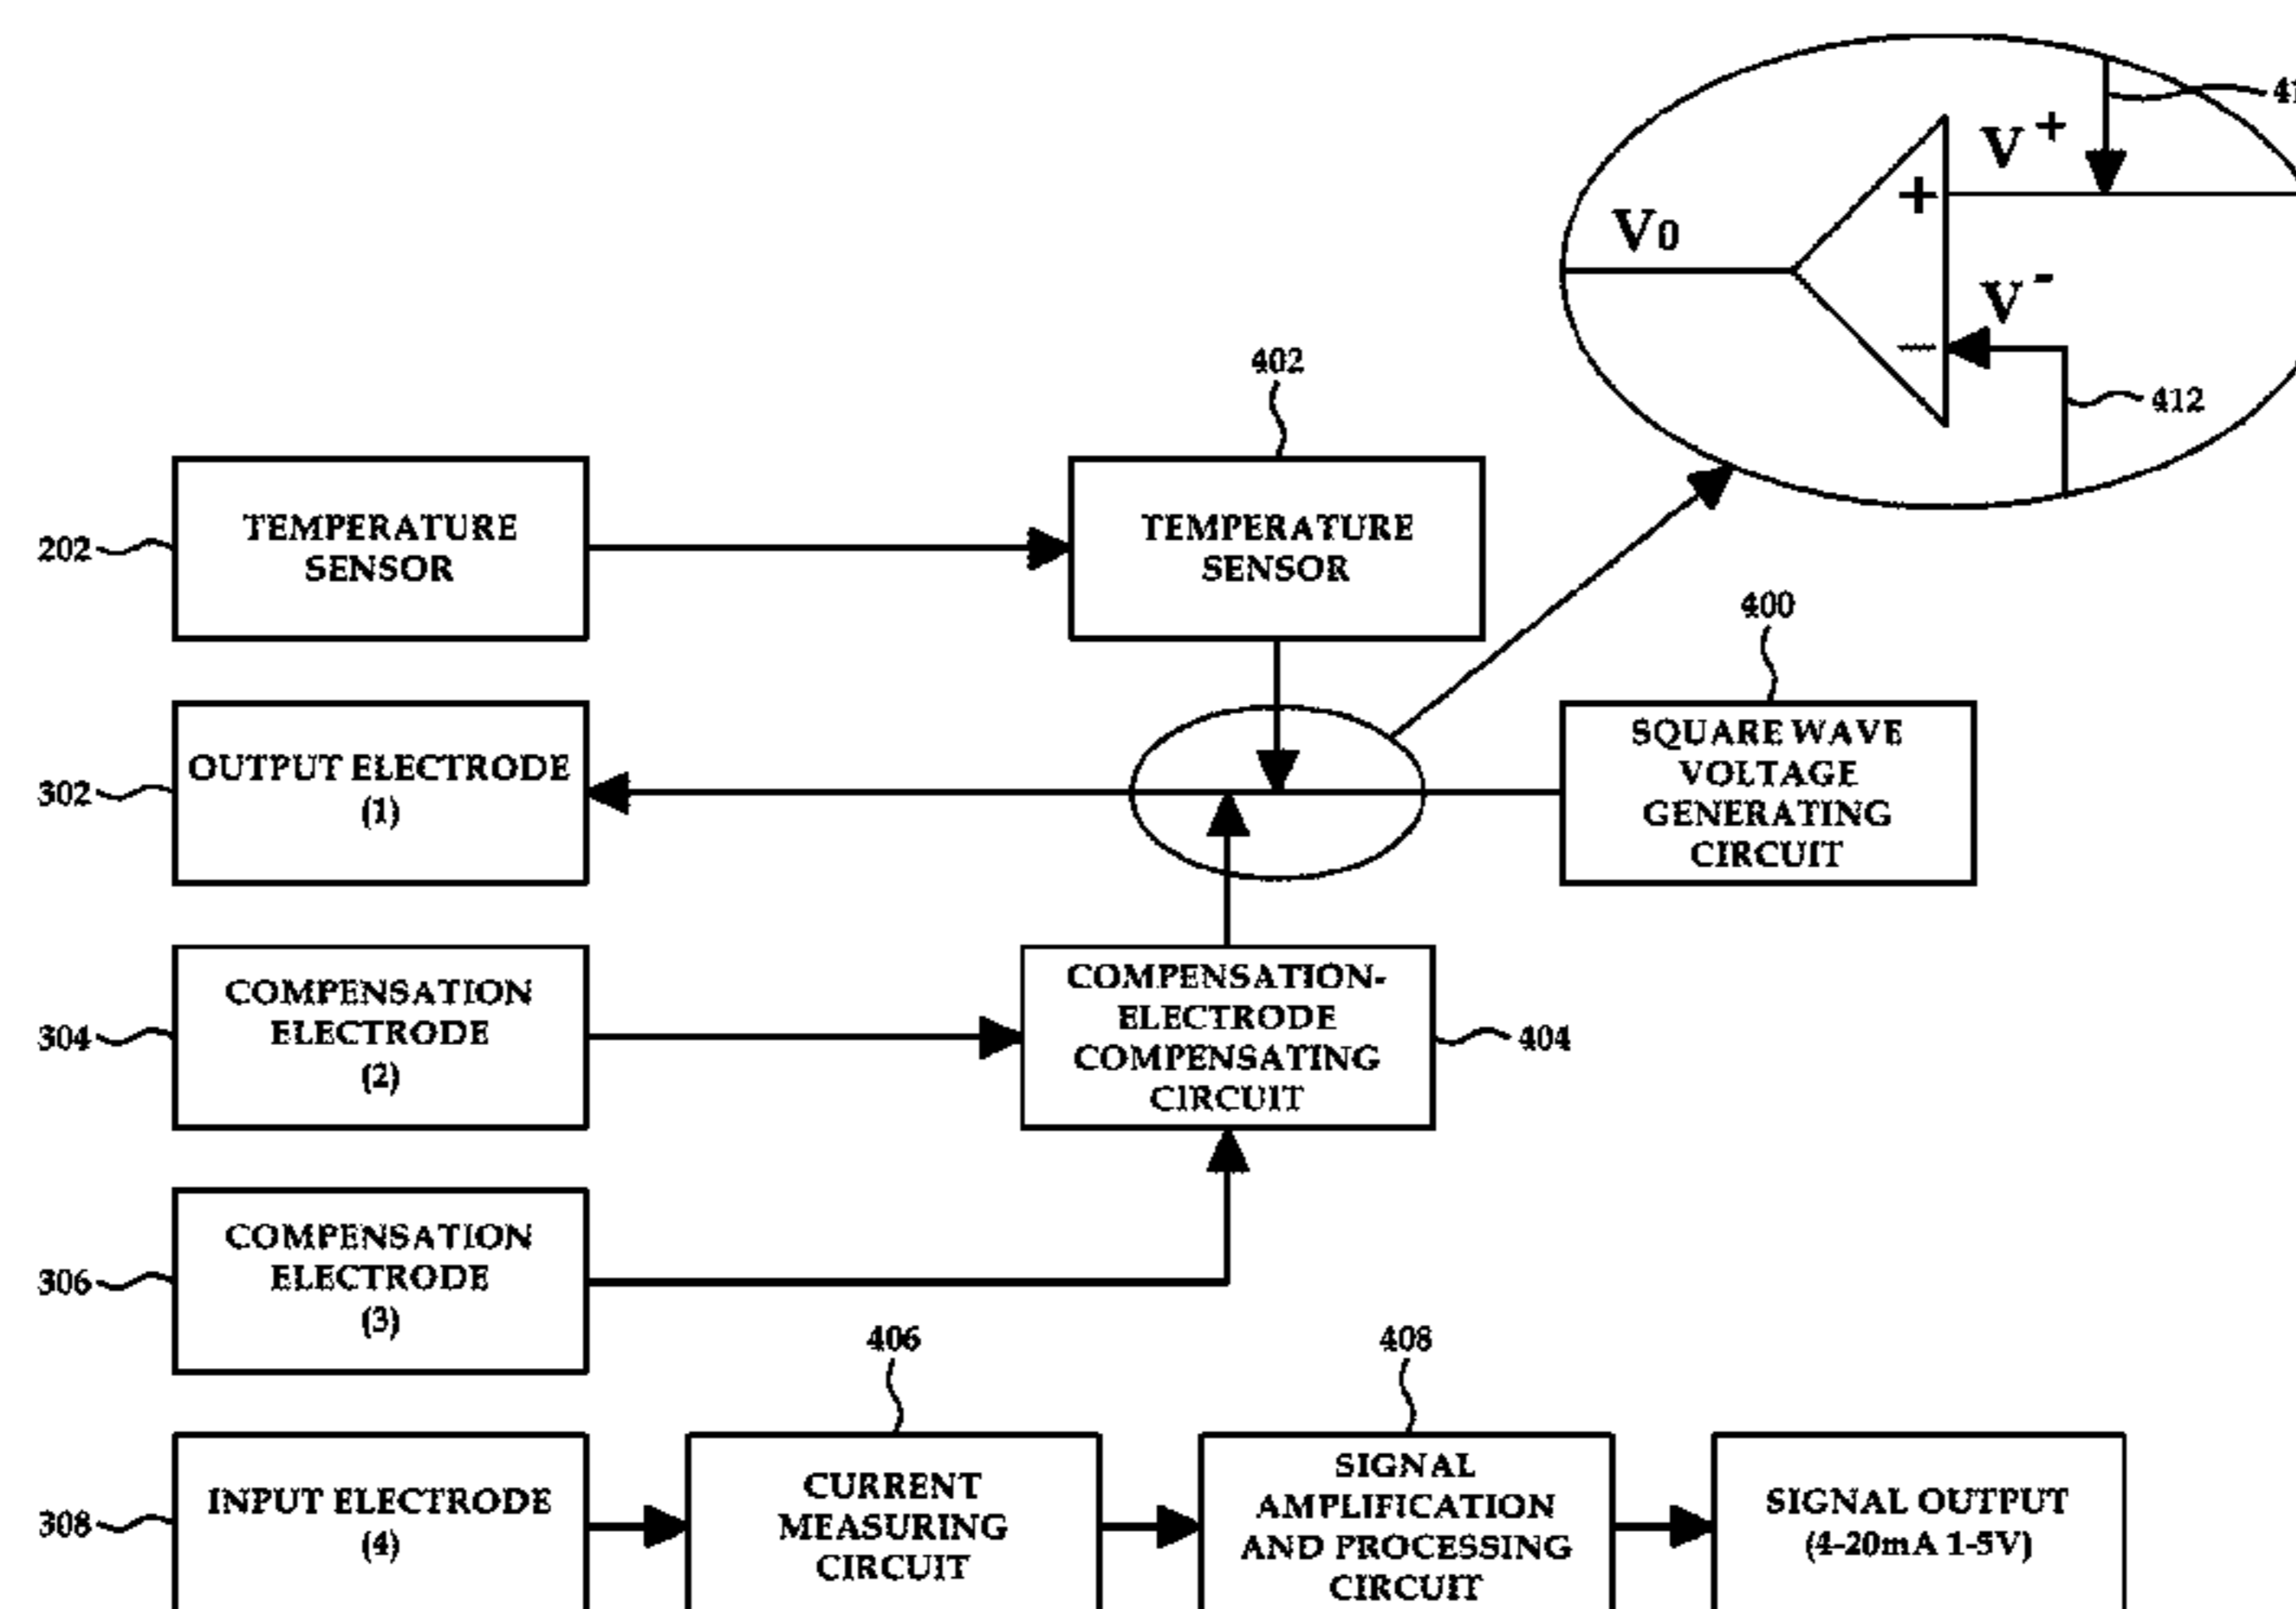 V+
+
V0
V-
−
412
402
TEMPERATURE
SENSOR
202
TEMPERATURE
SENSOR
400
OUTPUT ELECTRODE
(1)
302
SQUARE WAVE
VOLTAGE
GENERATING
CIRCUIT
COMPENSATION
ELECTRODE
(2)
304
COMPENSATION-
ELECTRODE
COMPENSATING
CIRCUIT
404
COMPENSATION
ELECTRODE
(3)
306
406
408
INPUT ELECTRODE
(4)
308
CURRENT
MEASURING
CIRCUIT
SIGNAL
AMPLIFICATION
AND PROCESSING
CIRCUIT
SIGNAL OUTPUT
(4-20mA 1-5V)